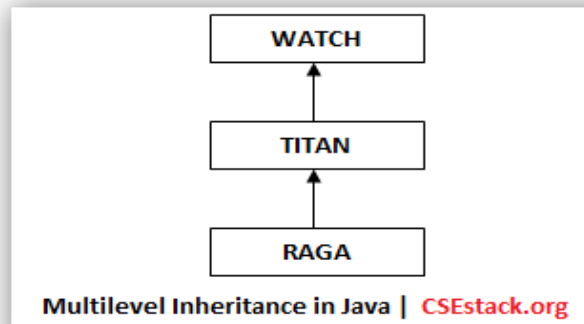 WATCH
TITAN
RAGA
Multilevel Inheritance in Java | CSEstack.org